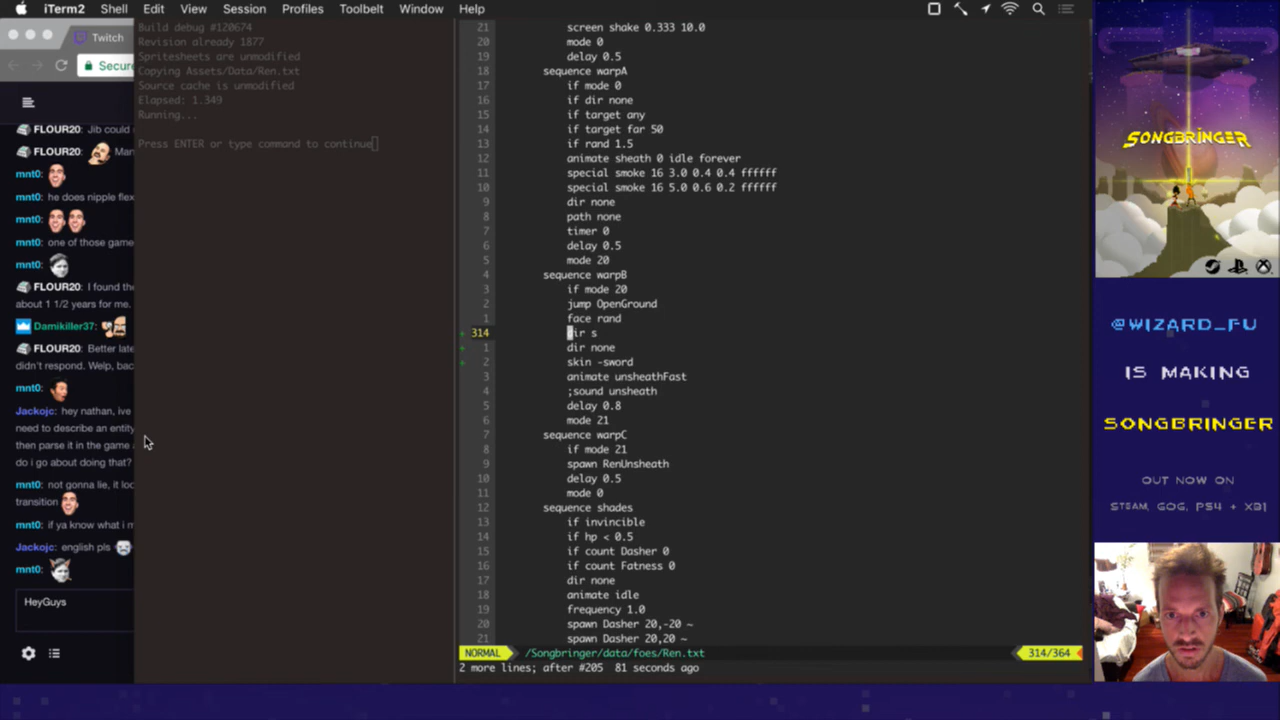 iTerm2 Shell Edit View Session Profiles Toolbelt Window Help
Twitch
Secure
FLOUR20: Jib could
FLOUR20: Man
mnt0:
mnt0: he does nipple flex
mnt0:
mnt0: one of those game
mnt0:
FLOUR20: I found the
about 1 1/2 years for me.
Damikiller37:
FLOUR20: Better late
didn't respond. Welp, bac
mnt0:
Jackojc: hey nathan, ive
need to describe an entity
then parse it in the game
do i go about doing that?
mnt0: not gonna lie, it loo
transition
mnt0: if ya know what i m
Jackojc: english pls
mnt0:
HeyGuys
Build debug #120674
Revision already 1877
Spritesheets are unmodified
Copying Assets/Data/Ren.txt
Source cache is unmodified
Elapsed: 1.349
Running...
Press ENTER or type command to continue
21 screen shake 0.333 10.0
20 mode 0
19 delay 0.5
18 sequence warpA
17 if mode 0
16 if dir none
15 if target any
14 if target far 50
13 if rand 1.5
12 animate sheath 0 idle forever
11 special smoke 16 3.0 0.4 0.4 ffffff
10 special smoke 16 5.0 0.6 0.2 ffffff
9 dir none
8 path none
7 timer 0
6 delay 0.5
5 mode 20
4 sequence warpB
3 if mode 20
2 jump OpenGround
1 face rand
+ 314 dir s
+ 1 dir none
+ 2 skin -sword
3 animate unsheathFast
4 ;sound unsheath
5 delay 0.8
6 mode 21
7 sequence warpC
8 if mode 21
9 spawn RenUnsheath
10 delay 0.5
11 mode 0
12 sequence shades
13 if invincible
14 if hp < 0.5
15 if count Dasher 0
16 if count Fatness 0
17 dir none
18 animate idle
19 frequency 1.0
20 spawn Dasher 20,-20 ~
21 spawn Dasher 20,20 ~
NORMAL /Songbringer/data/foes/Ren.txt 314/364
2 more lines; after #205 81 seconds ago
SONGBRINGER
@WIZARD_FU
IS MAKING
SONGBRINGER
OUT NOW ON
STEAM, GOG, PS4 + XB1